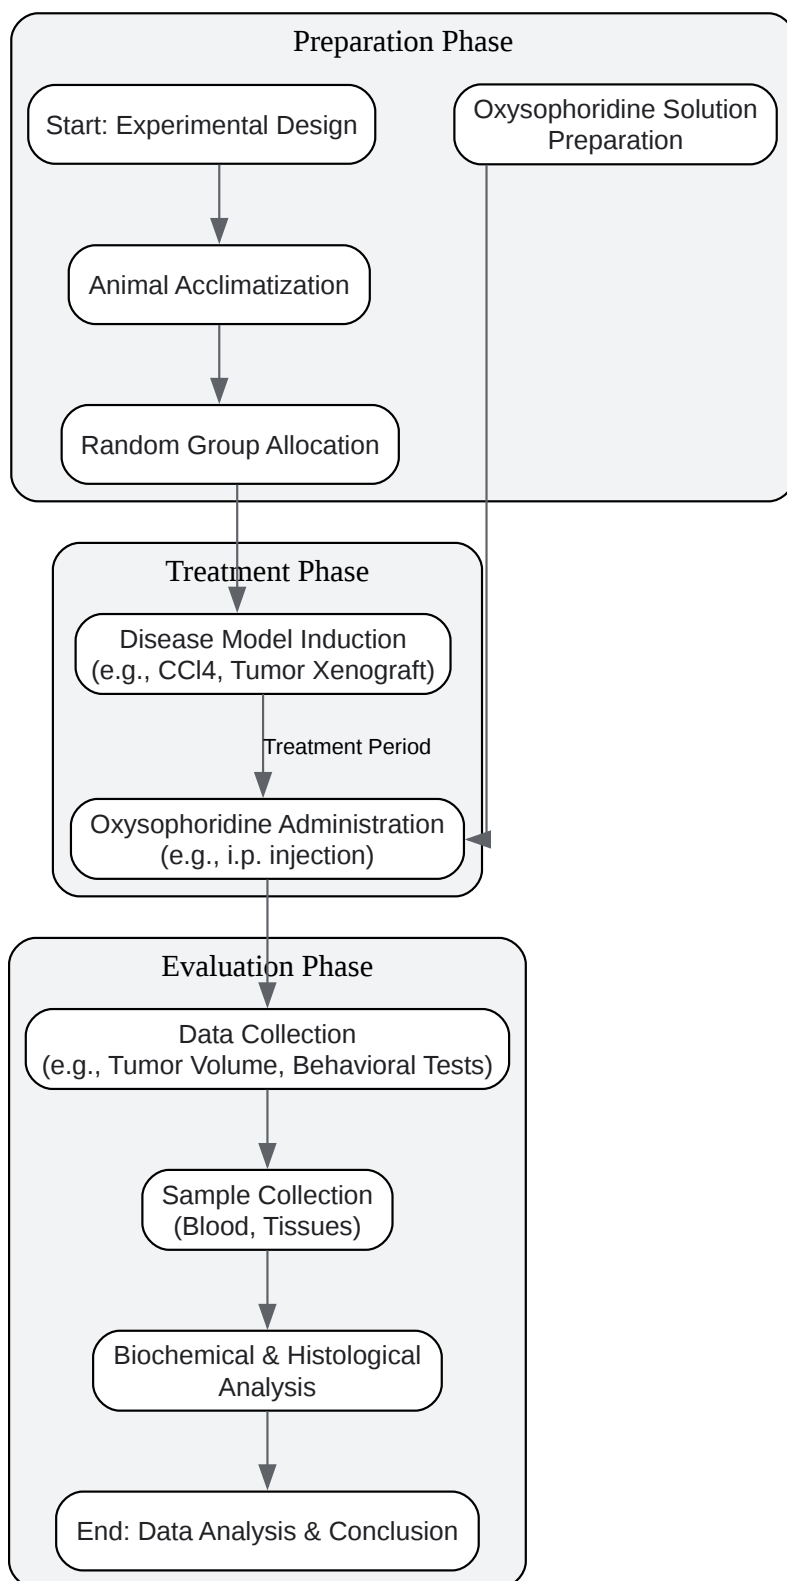 Preparation Phase
Start: Experimental Design
Oxysophoridine Solution
Preparation
Animal Acclimatization
Random Group Allocation
Treatment Phase
Disease Model Induction
(e.g., CCl4, Tumor Xenograft)
Treatment Period
Oxysophoridine Administration
(e.g., i.p. injection)
Evaluation Phase
Data Collection
(e.g., Tumor Volume, Behavioral Tests)
Sample Collection
(Blood, Tissues)
Biochemical & Histological
Analysis
End: Data Analysis & Conclusion